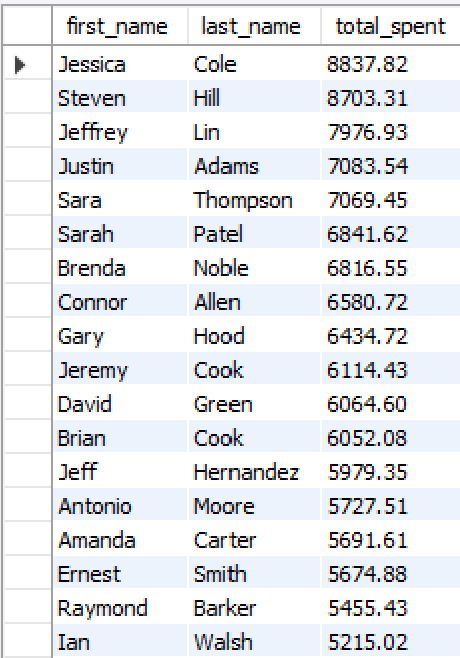 first_name last_name total_spent
Jessica Cole 8837.82
Steven Hill 8703.31
Jeffrey Lin 7976.93
Justin Adams 7083.54
Sara Thompson 7069.45
Sarah Patel 6841.62
Brenda Noble 6816.55
Connor Allen 6580.72
Gary Hood 6434.72
Jeremy Cook 6114.43
David Green 6064.60
Brian Cook 6052.08
Jeff Hernandez 5979.35
Antonio Moore 5727.51
Amanda Carter 5691.61
Ernest Smith 5674.88
Raymond Barker 5455.43
Ian Walsh 5215.02